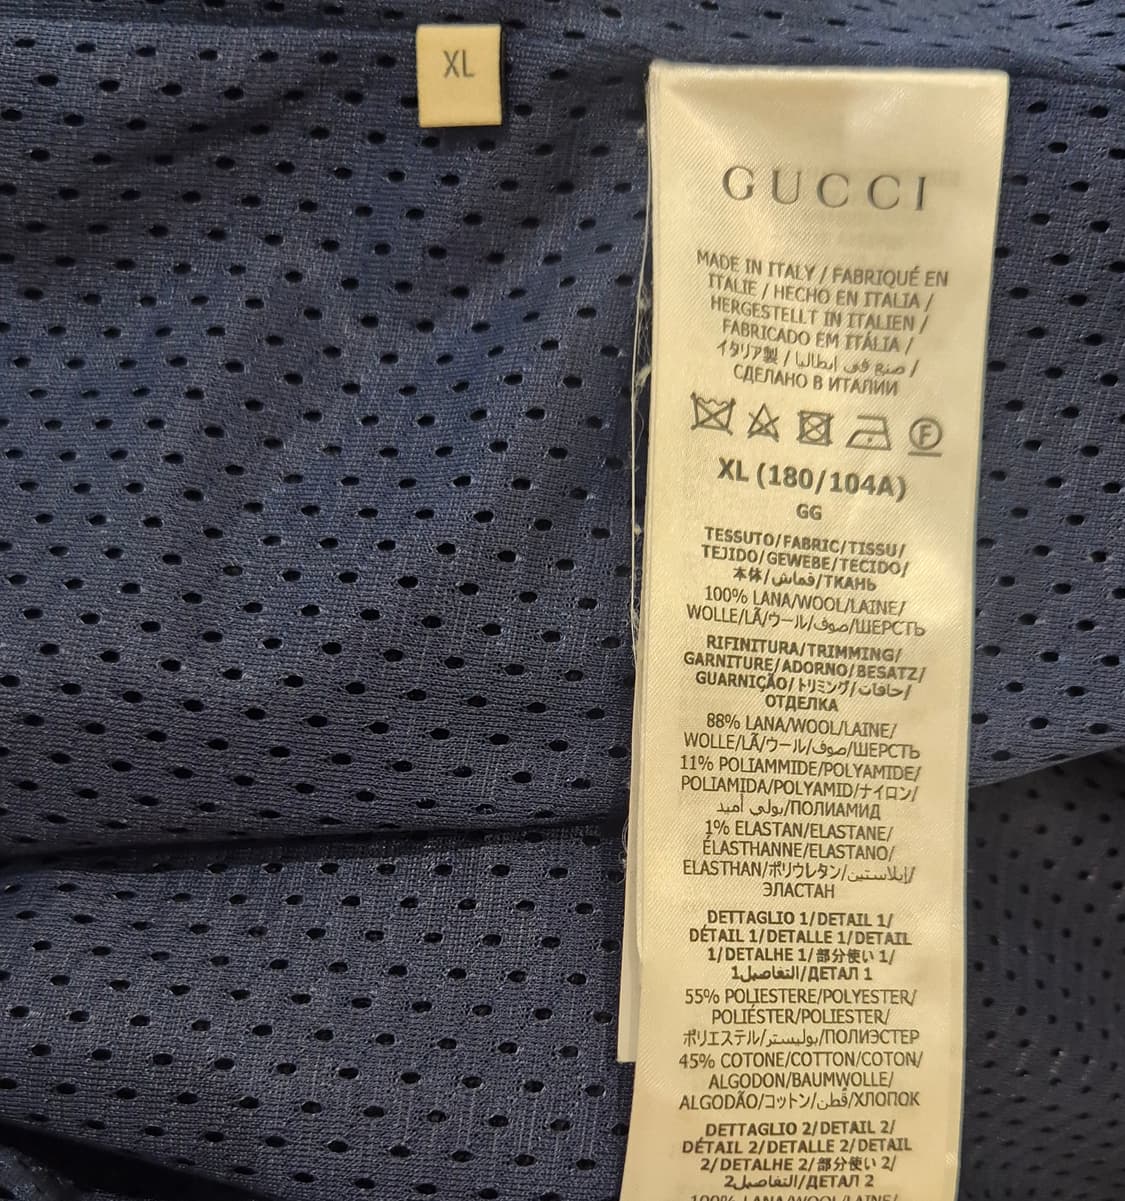 XL
GUCCI
MADE IN ITALY / FABRIQUÉ EN
ITALIE / HECHO EN ITALIA /
HERGESTELLT IN ITALIEN /
FABRICADO EM ITÁLIA /
イタリア製 / صنع في إيطاليا /
СДЕЛАНО В ИТАЛИИ
F
XL (180/104A)
GG
TESSUTO/FABRIC/TISSU/
TEJIDO/GEWEBE/TECIDO/
本体/قماش/ТКАНЬ
100% LANA/WOOL/LAINE/
WOLLE/LÃ/ウール/صوف/ШЕРСТЬ
RIFINITURA/TRIMMING/
GARNITURE/ADORNO/BESATZ/
GUARNIÇÃO/トリミング/حافات/
ОТДЕЛКА
88% LANA/WOOL/LAINE/
WOLLE/LÃ/ウール/صوف/ШЕРСТЬ
11% POLIAMMIDE/POLYAMIDE/
POLIAMIDA/POLYAMID/ナイロン/
بولي أميد/ПОЛИАМИД
1% ELASTAN/ELASTANE/
ÉLASTHANNE/ELASTANO/
ELASTHAN/ポリウレタン/إيلاستين/
ЭЛАСТАН
DETTAGLIO 1/DETAIL 1/
DÉTAIL 1/DETALLE 1/DETAIL
1/DETALHE 1/部分使い 1/
التفاصيل1/ДЕТАЛ 1
55% POLIESTERE/POLYESTER/
POLIÉSTER/POLIESTER/
ポリエステル/بوليستر/ПОЛИЭСТЕР
45% COTONE/COTTON/COTON/
ALGODON/BAUMWOLLE/
ALGODÃO/コットン/قطن/ХЛОПОК
DETTAGLIO 2/DETAIL 2/
DÉTAIL 2/DETALLE 2/DETAIL
2/DETALHE 2/部分使い 2/
التفاصيل2/ДЕТАЛ 2
100% LANA/WOOL/LAINE/